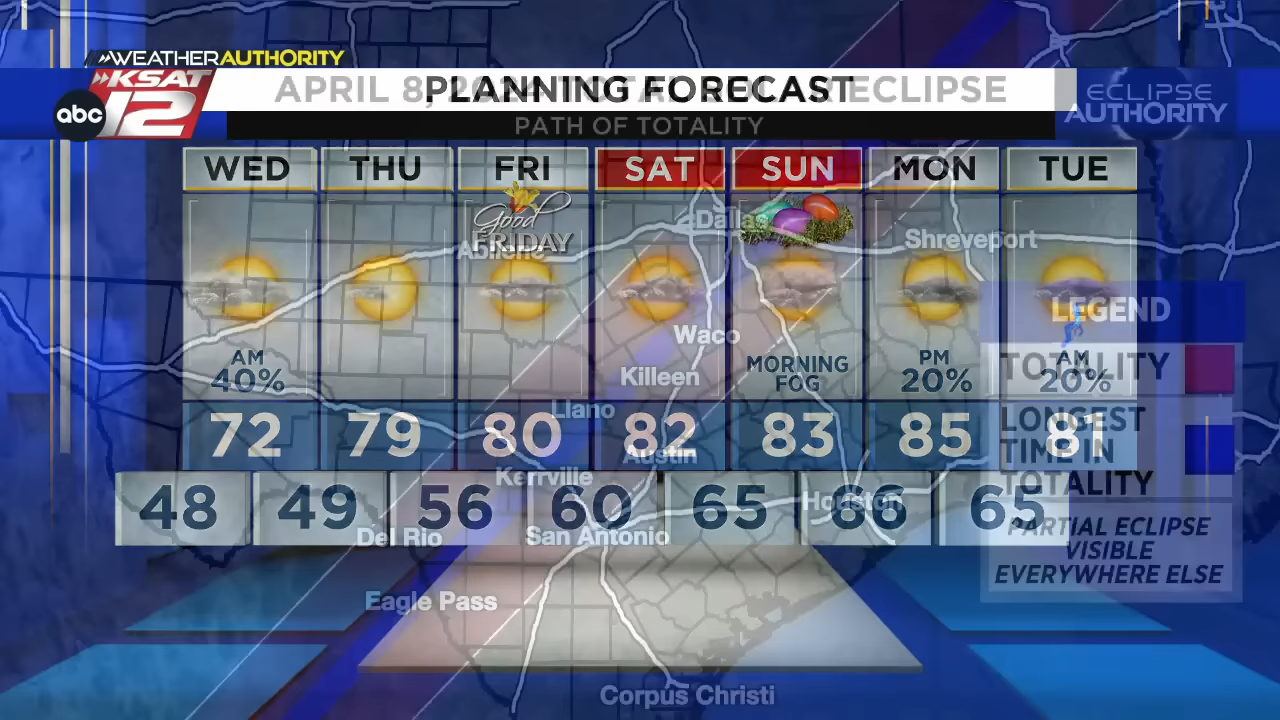 WEATHERAUTHORITY
KSAT
abc 12
APRIL 8, 2024 TOTAL ECLIPSE
PLANNING FORECAST
ECLIPSE
AUTHORITY
PATH OF TOTALITY
WED THU FRI SAT SUN MON TUE
Good
FRIDAY
Dallas
Abilene
Shreveport
LEGEND
Waco
Killeen
TOTALITY
AM
40%
MORNING
FOG
PM
20%
AM
20%
Llano
LONGEST
TIME IN
TOTALITY
72 79 80 82 83 85 81
Austin
Kerrville
48 49 56 60 65 66 65
Houston
Del Rio
San Antonio
PARTIAL ECLIPSE
VISIBLE
EVERYWHERE ELSE
Eagle Pass
Corpus Christi